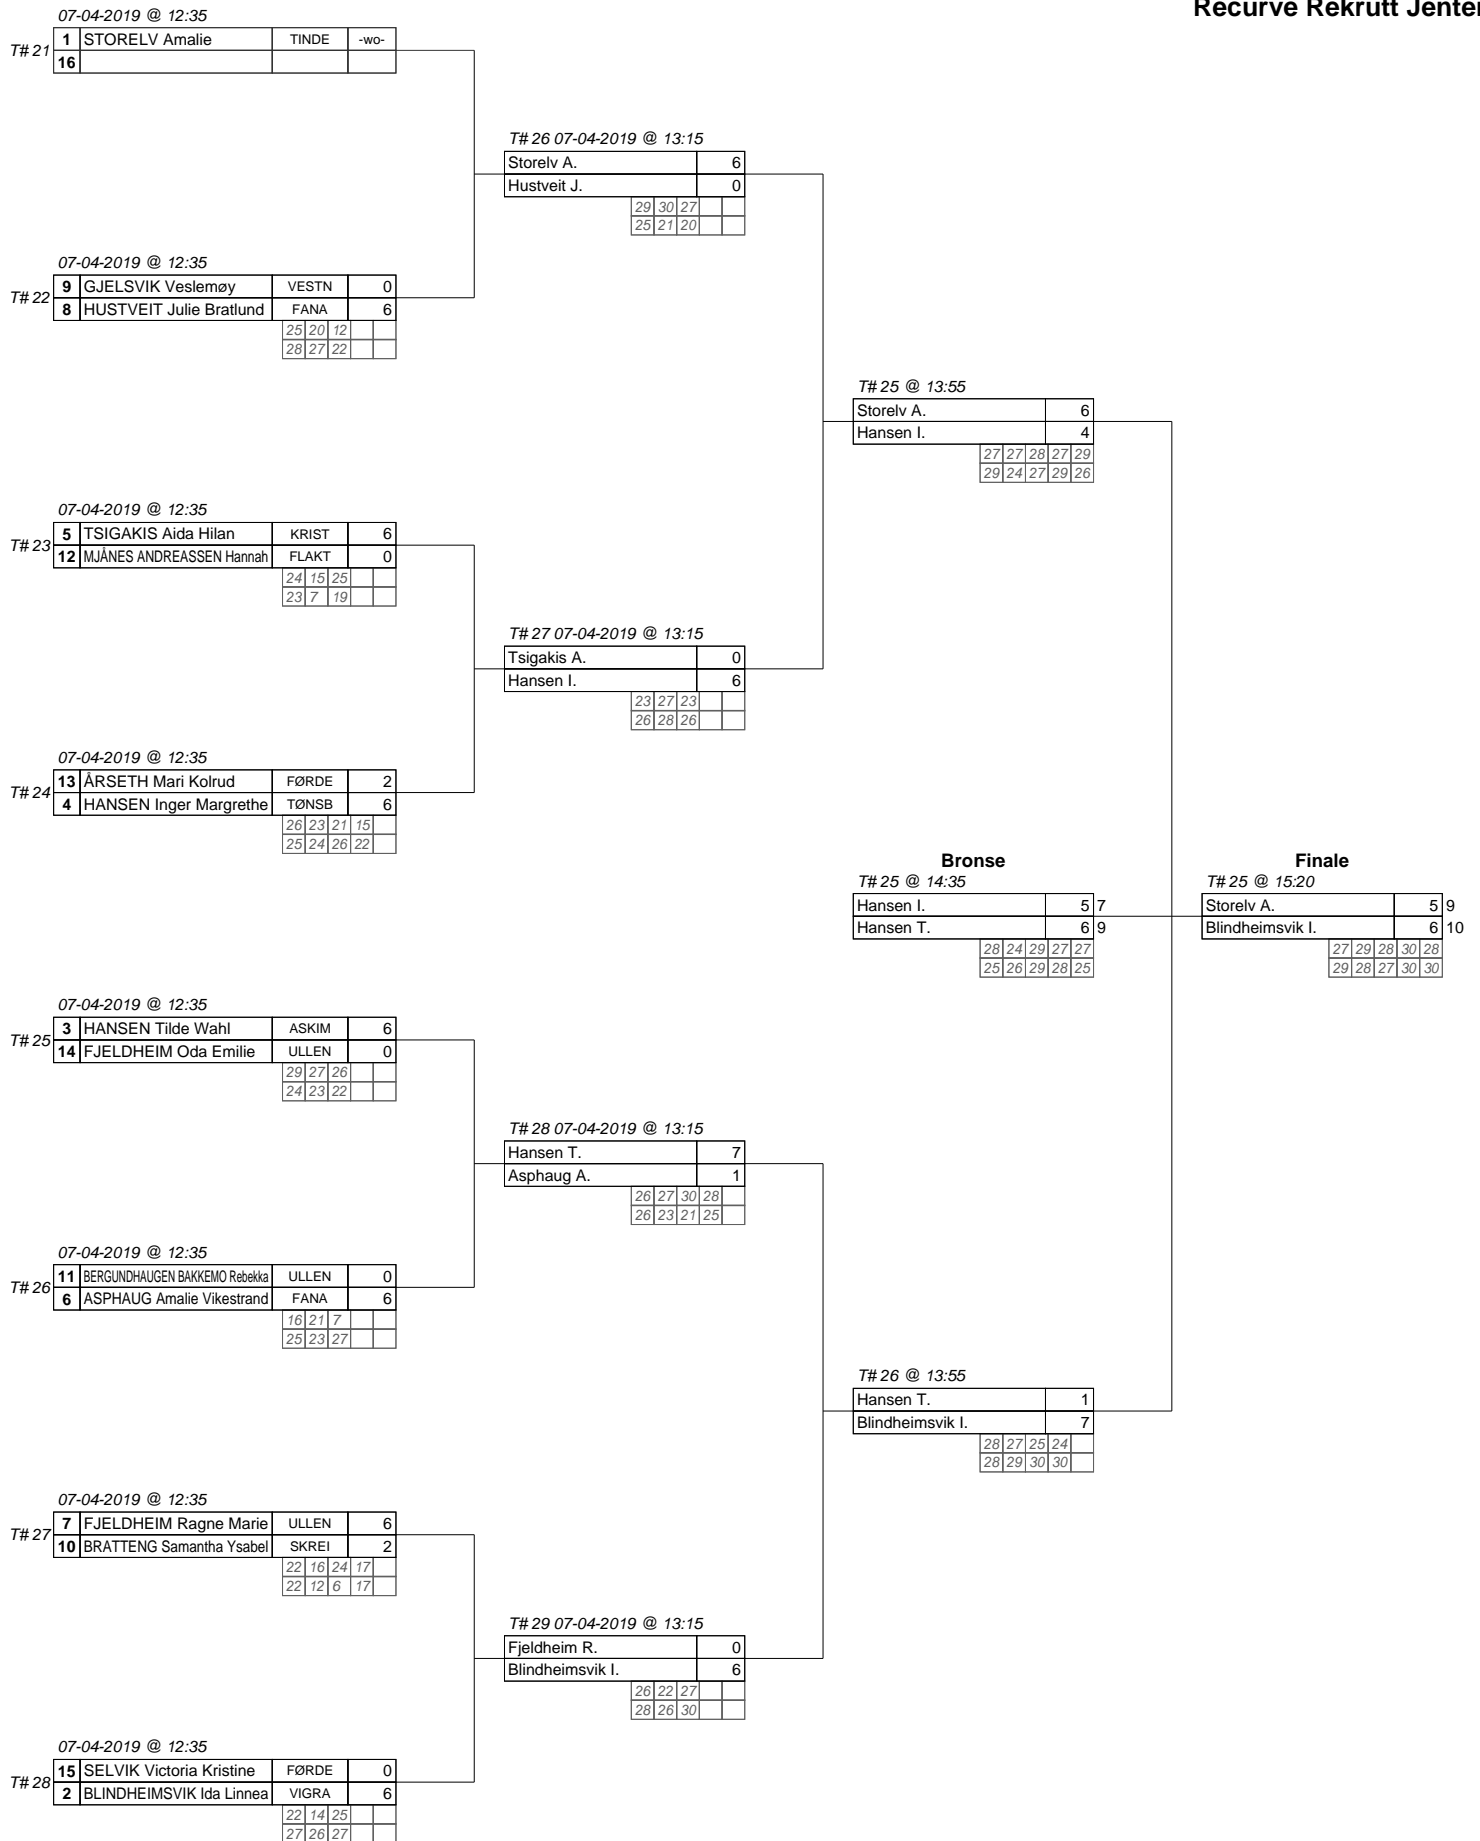 Recurve Rekrutt Jenter
07-04-2019 @ 12:35
T# 21
1 STORELV Amalie TINDE -wo-
16
T# 26 07-04-2019 @ 13:15
Storelv A. 6
Hustveit J. 0
29 30 27
25 21 20
07-04-2019 @ 12:35
T# 22
9 GJELSVIK Veslemøy VESTN 0
8 HUSTVEIT Julie Bratlund FANA 6
25 20 12
28 27 22
T# 25 @ 13:55
Storelv A. 6
Hansen I. 4
27 27 28 27 29
29 24 27 29 26
07-04-2019 @ 12:35
T# 23
5 TSIGAKIS Aida Hilan KRIST 6
12 MJÅNES ANDREASSEN Hannah FLAKT 0
24 15 25
23 7 19
T# 27 07-04-2019 @ 13:15
Tsigakis A. 0
Hansen I. 6
23 27 23
26 28 26
07-04-2019 @ 12:35
T# 24
13 ÅRSETH Mari Kolrud FØRDE 2
4 HANSEN Inger Margrethe TØNSB 6
26 23 21 15
25 24 26 22
Bronse
T# 25 @ 14:35
Hansen I. 5 7
Hansen T. 6 9
28 24 29 27 27
25 26 29 28 25
Finale
T# 25 @ 15:20
Storelv A. 5 9
Blindheimsvik I. 6 10
27 29 28 30 28
29 28 27 30 30
07-04-2019 @ 12:35
T# 25
3 HANSEN Tilde Wahl ASKIM 6
14 FJELDHEIM Oda Emilie ULLEN 0
29 27 26
24 23 22
T# 28 07-04-2019 @ 13:15
Hansen T. 7
Asphaug A. 1
26 27 30 28
26 23 21 25
07-04-2019 @ 12:35
T# 26
11 BERGUNDHAUGEN BAKKEMO Rebekka ULLEN 0
6 ASPHAUG Amalie Vikestrand FANA 6
16 21 7
25 23 27
T# 26 @ 13:55
Hansen T. 1
Blindheimsvik I. 7
28 27 25 24
28 29 30 30
07-04-2019 @ 12:35
T# 27
7 FJELDHEIM Ragne Marie ULLEN 6
10 BRATTENG Samantha Ysabel SKREI 2
22 16 24 17
22 12 6 17
T# 29 07-04-2019 @ 13:15
Fjeldheim R. 0
Blindheimsvik I. 6
26 22 27
28 26 30
07-04-2019 @ 12:35
T# 28
15 SELVIK Victoria Kristine FØRDE 0
2 BLINDHEIMSVIK Ida Linnea VIGRA 6
22 14 25
27 26 27